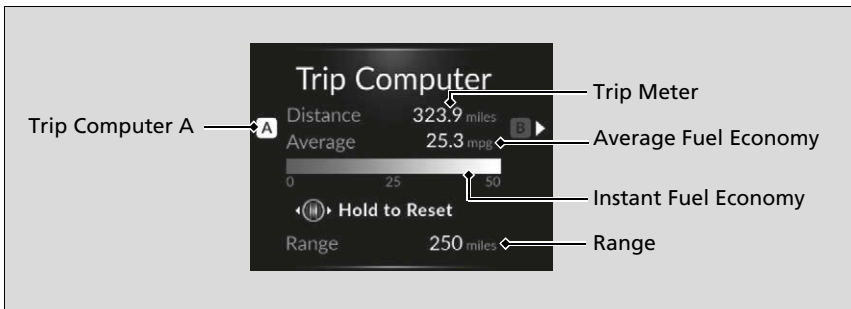 Trip Computer
Trip Meter
Trip Computer A
A
Distance 323.9 miles
B
Average 25.3 mpg
Average Fuel Economy
0 25 50
Instant Fuel Economy
Hold to Reset
Range 250 miles
Range